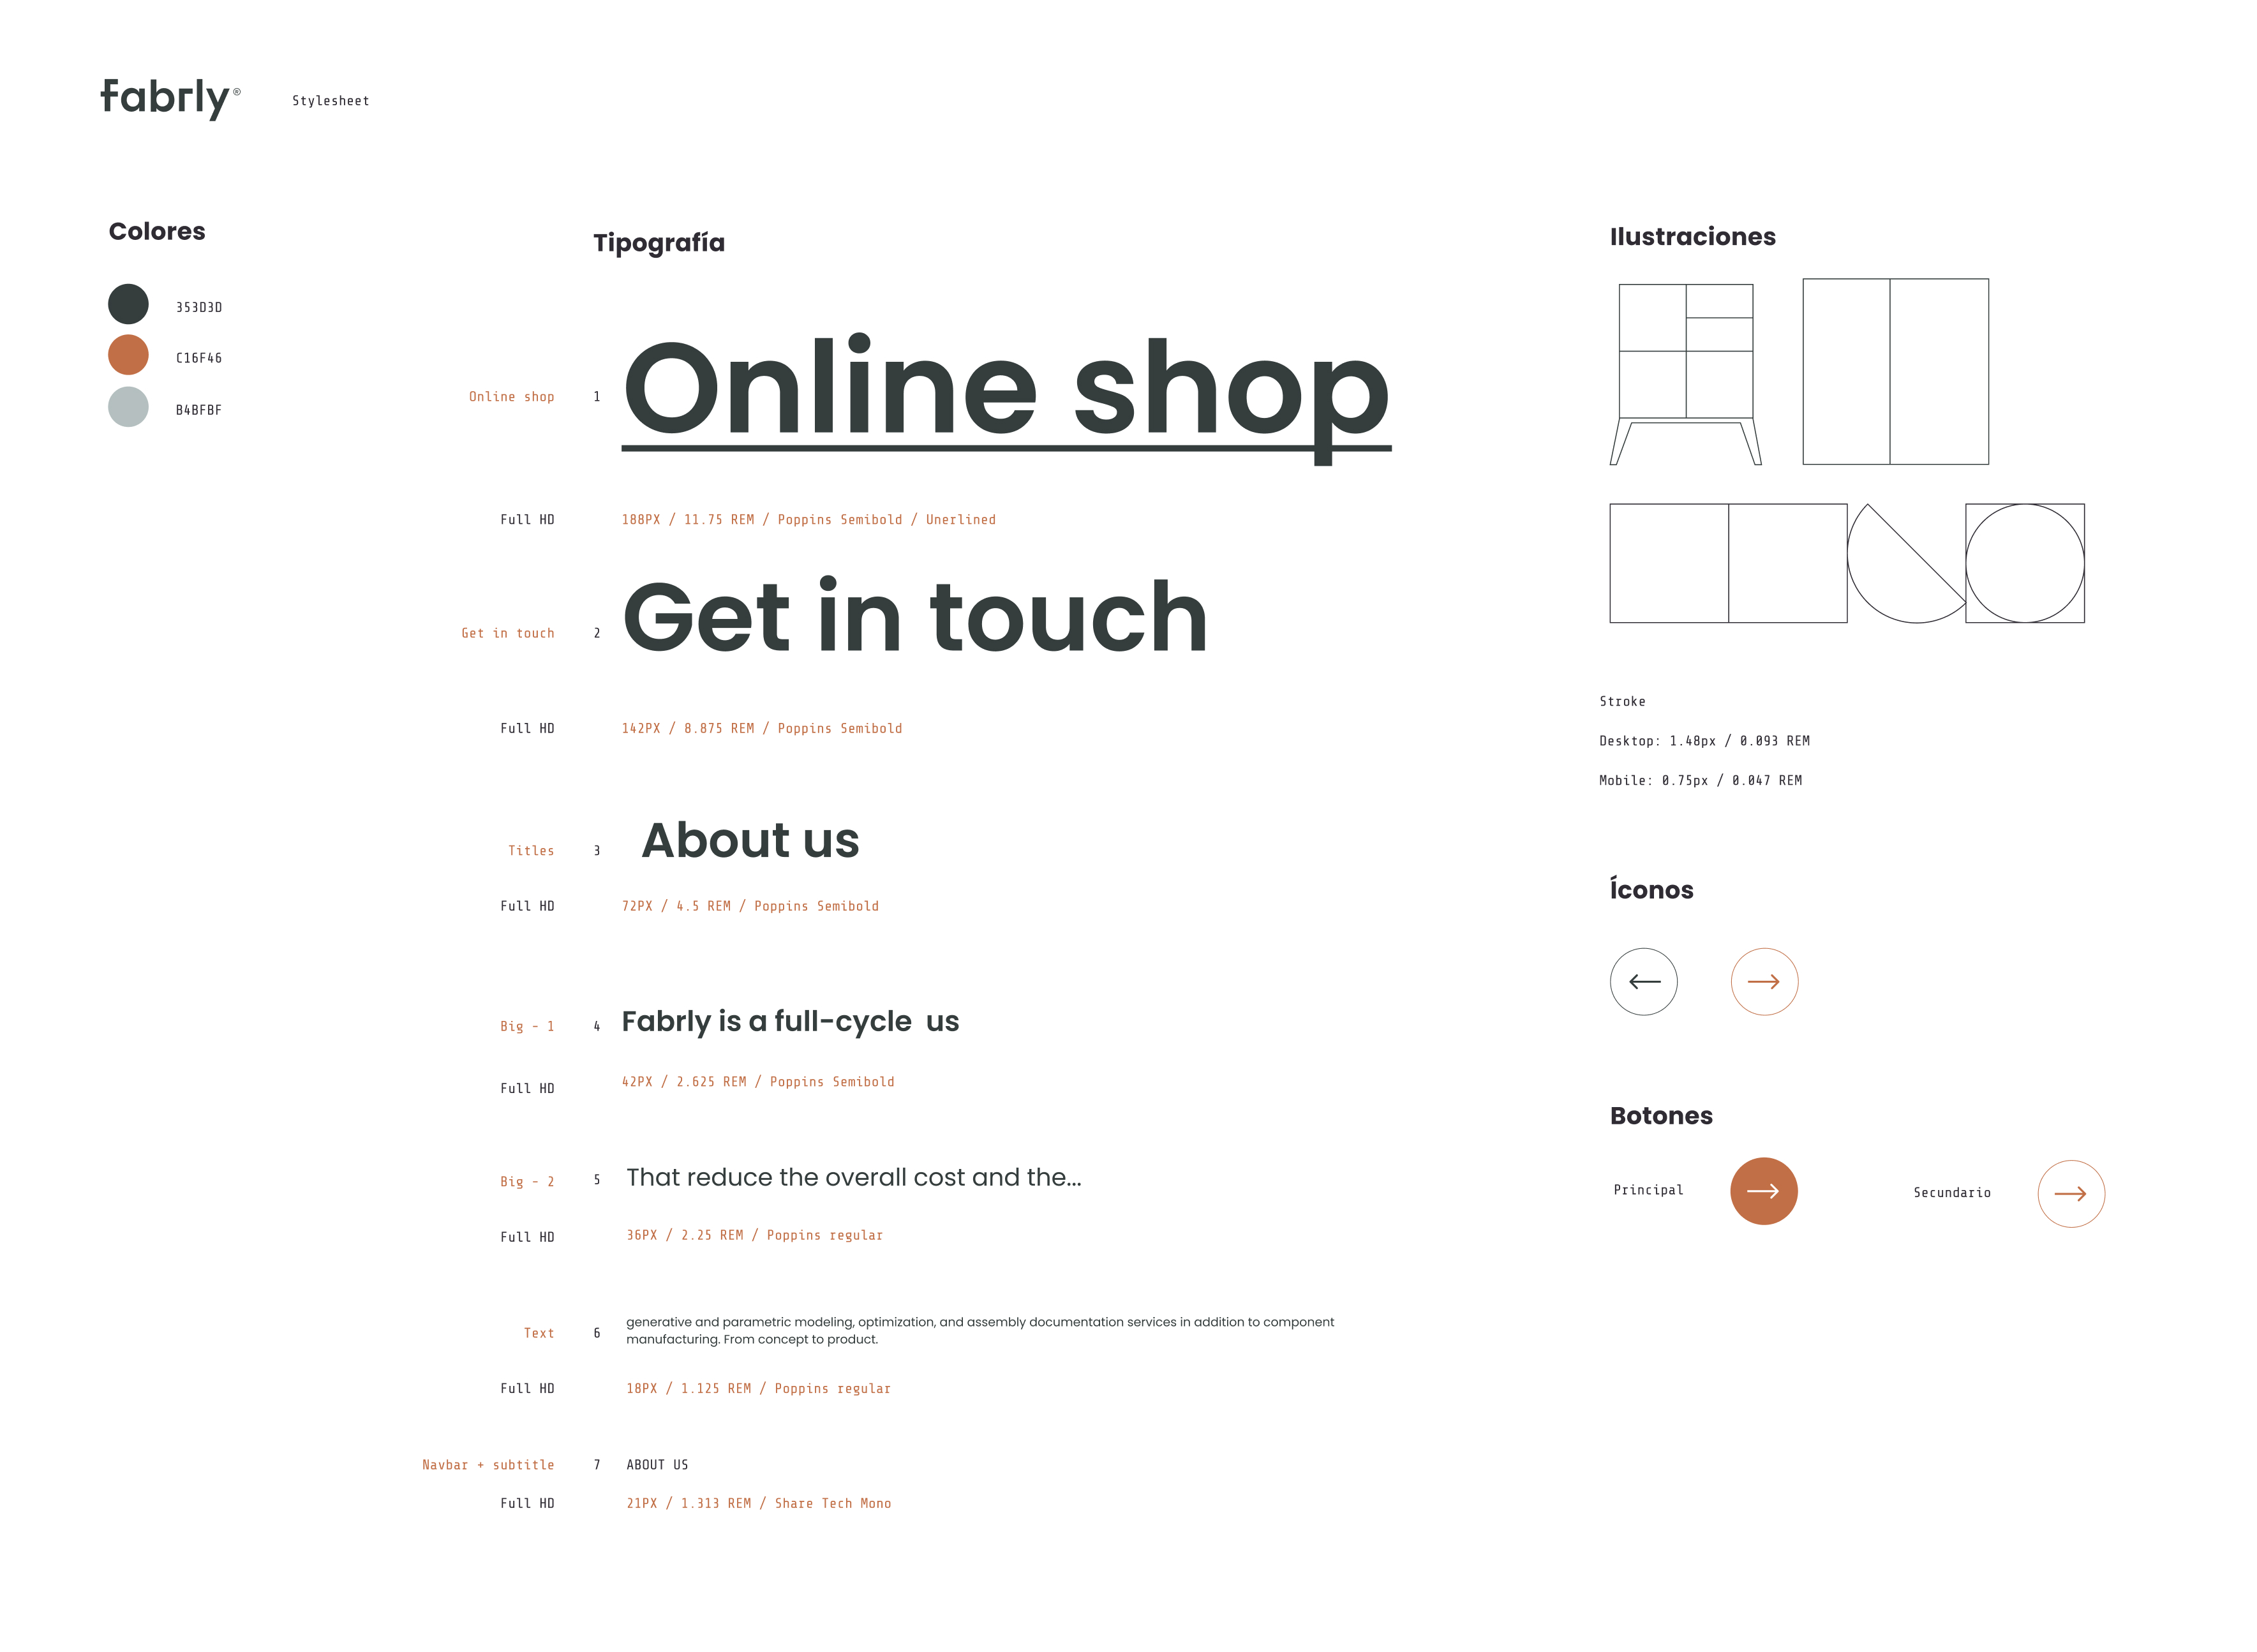 Fabrly®
Stylesheet
Colores
353D3D
C16F46
B4BFBF
Tipografía
Online shop 1 Online shop
Full HD 188PX / 11.75 REM / Poppins Semibold / Unerlined
Get in touch 2 Get in touch
Full HD 142PX / 8.875 REM / Poppins Semibold
Titles 3 About us
Full HD 72PX / 4.5 REM / Poppins Semibold
Big - 1 4 Fabrly is a full-cycle  us
Full HD 42PX / 2.625 REM / Poppins Semibold
Big - 2 5 That reduce the overall cost and the...
Full HD 36PX / 2.25 REM / Poppins regular
Text 6 generative and parametric modeling, optimization, and assembly documentation services in addition to component
manufacturing. From concept to product.
Full HD 18PX / 1.125 REM / Poppins regular
Navbar + subtitle 7 ABOUT US
Full HD 21PX / 1.313 REM / Share Tech Mono
Ilustraciones
Stroke
Desktop: 1.48px / 0.093 REM
Mobile: 0.75px / 0.047 REM
Íconos
Botones
Principal
Secundario